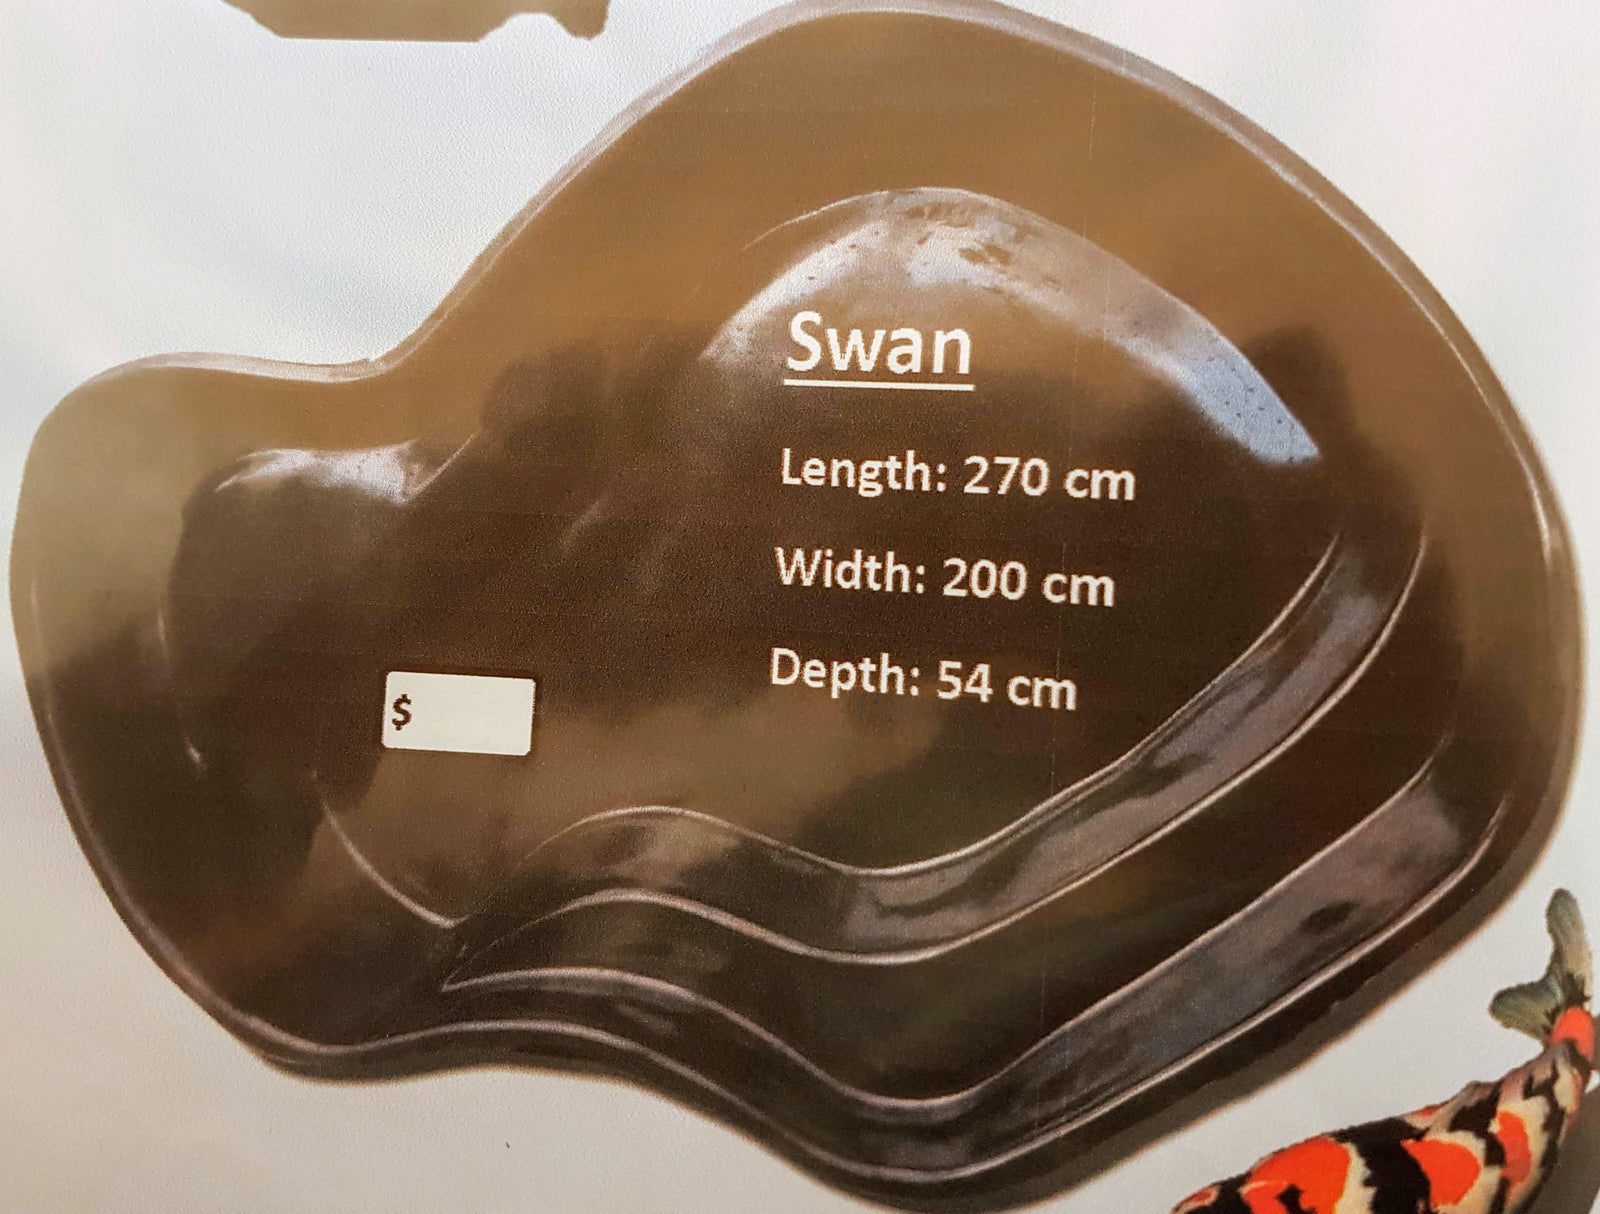 Swan
Length: 270 cm
Width: 200 cm
Depth: 54 cm
$